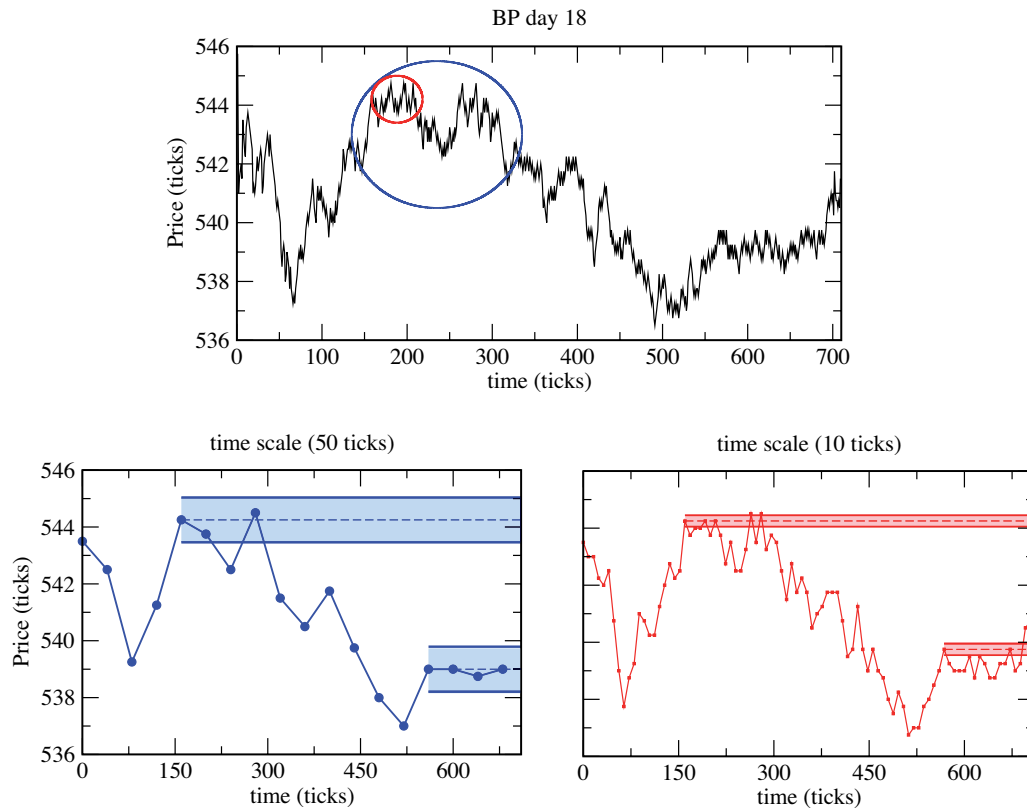 BP day 18
546
544
542
540
538
536
Price (ticks)
0 100 200 300 400 500 600 700
time (ticks)
time scale (50 ticks)
546
544
542
540
538
536
Price (ticks)
0 150 300 450 600
time (ticks)
time scale (10 ticks)
150 300 450 600
0
time (ticks)